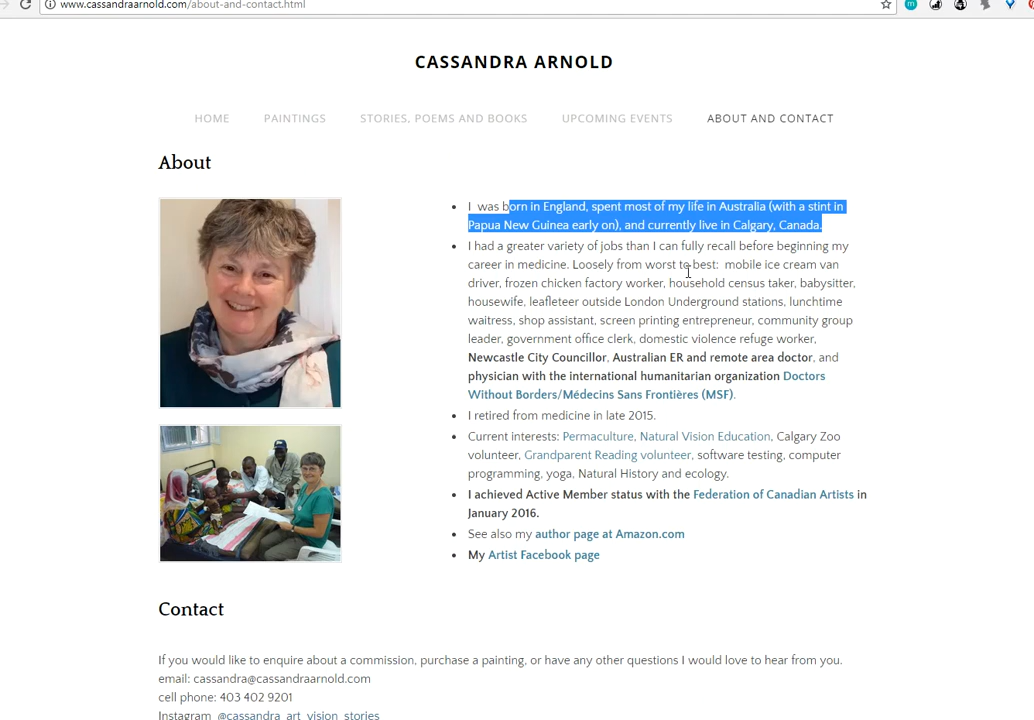 www.cassandraarnold.com/about-and-contact.html
CASSANDRA ARNOLD
HOME PAINTINGS STORIES, POEMS AND BOOKS UPCOMING EVENTS ABOUT AND CONTACT
About
I was born in England, spent most of my life in Australia (with a stint in
Papua New Guinea early on), and currently live in Calgary, Canada.
I had a greater variety of jobs than I can fully recall before beginning my
career in medicine. Loosely from worst to best: mobile ice cream van
driver, frozen chicken factory worker, household census taker, babysitter,
housewife, leafleteer outside London Underground stations, lunchtime
waitress, shop assistant, screen printing entrepreneur, community group
leader, government office clerk, domestic violence refuge worker,
Newcastle City Councillor, Australian ER and remote area doctor, and
physician with the international humanitarian organization Doctors
Without Borders/Médecins Sans Frontières (MSF).
I retired from medicine in late 2015.
Current interests: Permaculture, Natural Vision Education, Calgary Zoo
volunteer, Grandparent Reading volunteer, software testing, computer
programming, yoga, Natural History and ecology.
I achieved Active Member status with the Federation of Canadian Artists in
January 2016.
See also my author page at Amazon.com
My Artist Facebook page
Contact
If you would like to enquire about a commission, purchase a painting, or have any other questions I would love to hear from you.
email: cassandra@cassandraarnold.com
cell phone: 403 402 9201
Instagram @cassandra_art_vision_stories